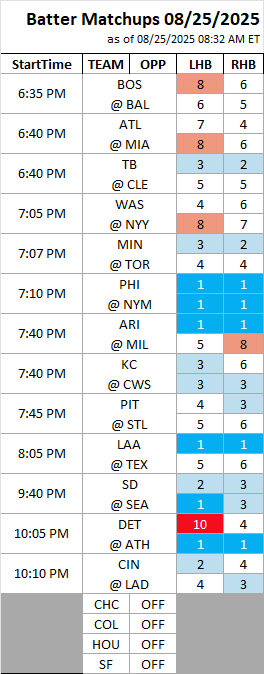 Batter Matchups 08/25/2025
as of 08/25/2025 08:32 AM ET
StartTime TEAM OPP LHB RHB
6:35 PM BOS 8 6
@ BAL 6 5
6:40 PM ATL 7 4
@ MIA 8 6
6:40 PM TB 3 2
@ CLE 5 5
7:05 PM WAS 4 6
@ NYY 8 7
7:07 PM MIN 3 2
@ TOR 4 4
7:10 PM PHI 1 1
@ NYM 1 1
7:40 PM ARI 1 1
@ MIL 5 8
7:40 PM KC 3 6
@ CWS 3 3
7:45 PM PIT 4 3
@ STL 5 6
8:05 PM LAA 1 1
@ TEX 5 6
9:40 PM SD 2 3
@ SEA 1 3
10:05 PM DET 10 4
@ ATH 1 1
10:10 PM CIN 2 4
@ LAD 4 3
CHC OFF
COL OFF
HOU OFF
SF OFF